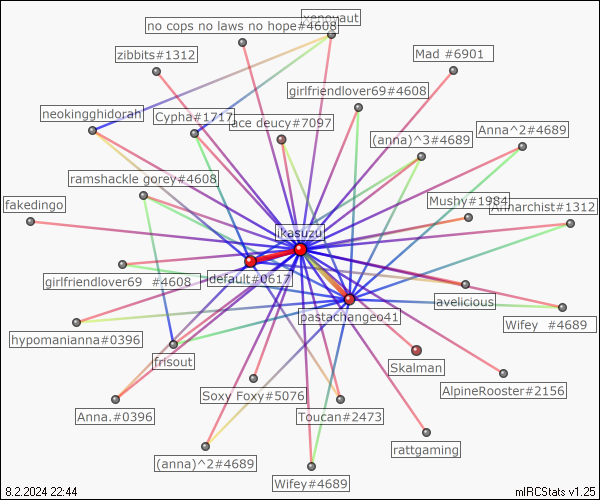 xenovaut
no cops no laws no hope#4608
zibbits#1312
Mad #6901
girlfriendlover69#4608
neokingghidorah
Cypha#1717
ace deucy#7097
Anna^2#4689
(anna)^3#4689
ramshackle gorey#4608
Mushy#1984
fakedingo
Annarchist#1312
ikasuzu
default#0617
girlfriendlover69 #4608
avelicious
pastachangeo41
Wifey #4689
hypomanianna#0396
frisout
Skalman
AlpineRooster#2156
Soxy Foxy#5076
Anna.#0396
Toucan#2473
rattgaming
(anna)^2#4689
Wifey#4689
8.2.2024 22:44
mIRCStats v1.25